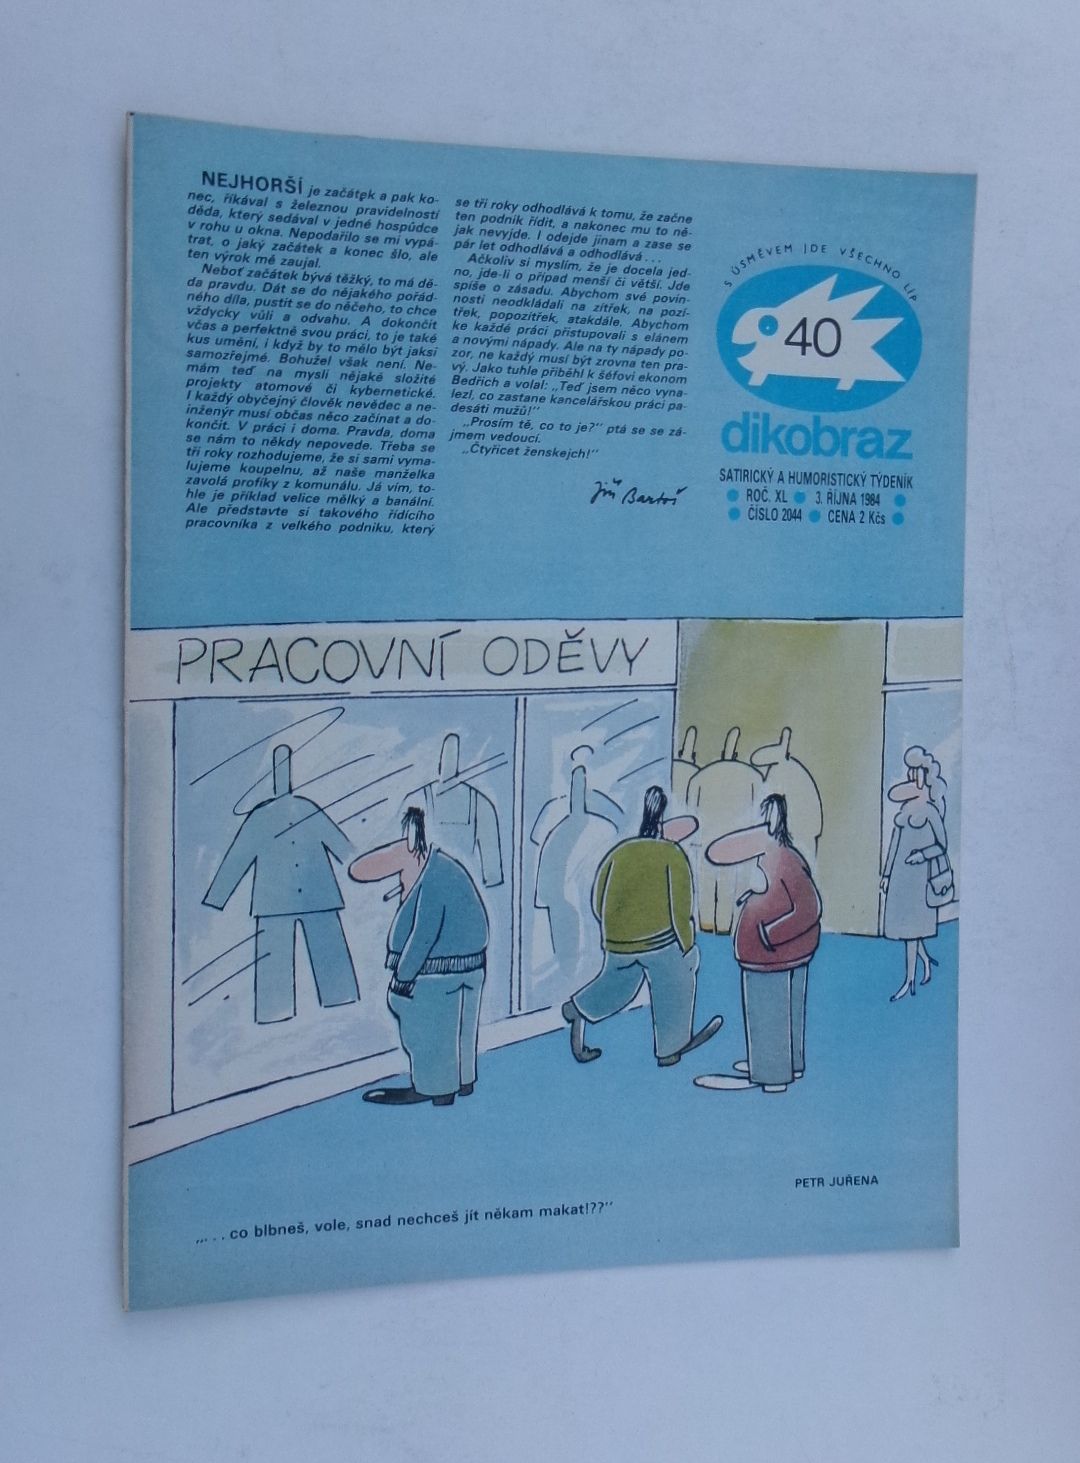 NEJHORŠÍ je začátek a pak ko-
nec, říkával s železnou pravidelností
děda, který sedával v jedné hospůdce
v rohu u okna. Nepodařilo se mi vypá-
trat, o jaký začátek a konec šlo, ale
ten výrok mě zaujal.
Neboť začátek bývá těžký, to má dě-
da pravdu. Dát se do nějakého pořád-
ného díla, pustit se do něčeho, to chce
vždycky vůli a odvahu. A dokončit
včas a perfektně svou práci, to je také
kus umění, i když by to mělo být jaksi
samozřejmé. Bohužel však není. Ne-
mám teď na mysli nějaké složité
projekty atomové či kybernetické.
I každý obyčejný člověk nevědec a ne-
inženýr musí občas něco začínat a do-
končit. V práci i doma. Pravda, doma
se nám to někdy nepovede. Třeba se
tři roky rozhodujeme, že si sami vyma-
lujeme koupelnu, až naše manželka
zavolá profíky z komunálu. Já vím, to-
hle je příklad velice mělký a banální.
Ale představte si takového řídícího
pracovníka z velkého podniku, který
se tři roky odhodlává k tomu, že začne
ten podnik řídit, a nakonec mu to ně-
jak nevyjde. I odejde jinam a zase se
pár let odhodlává a odhodlává...
Ačkoliv si myslím, že je docela jed-
no, jde-li o případ menší či větší. Jde
spíše o zásadu. Abychom své povin-
nosti neodkládali na zítřek, na pozí-
třek, popozítřek, atakdále. Abychom
ke každé práci přistupovali s elánem
a novými nápady. Ale na ty nápady po-
zor, ne každý musí být zrovna ten pra-
vý. Jako tuhle přiběhl k šéfovi ekonom
Bedřich a volal: „Teď jsem něco vyna-
lezl, co zastane kancelářskou práci pa-
desáti mužů!"
„Prosím tě, co to je?" ptá se se zá-
jmem vedoucí.
„Čtyřicet ženskejch!"
Jiří Bartoš
S ÚSMĚVEM JDE VŠECHNO LÍP
40
dikobraz
SATIRICKÝ A HUMORISTICKÝ TÝDENÍK
ROČ. XL 3. ŘÍJNA 1984
ČÍSLO 2044 CENA 2 Kčs
PRACOVNÍ ODĚVY
PETR JUŘENA
„... co blbneš, vole, snad nechceš jít někam makat!??"